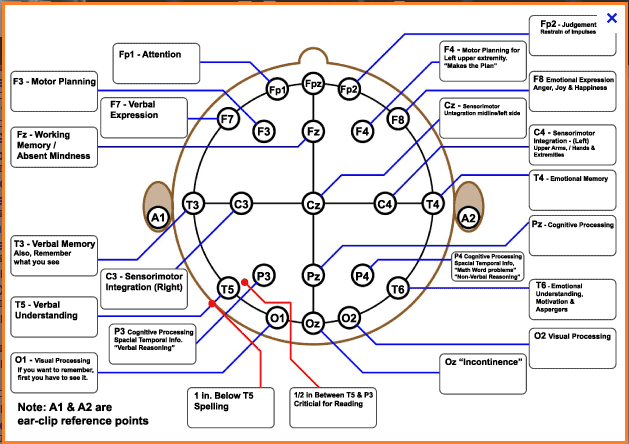 Fp1 - Attention
Fp2 - Judgement
Restrain of Impulses
F3 - Motor Planning
F4 - Motor Planning for
Left upper extremity.
"Makes the Plan"
F7 - Verbal
Expression
F8 Emotional Expression
Anger, Joy & Happiness
Fz - Working
Memory /
Absent Mindness
Cz - Sensorimotor
Untegration midline/left side
C4 - Sensorimotor
Integration - (Left)
Upper Arms, / Hands &
Extremities
T4 - Emotional Memory
Pz - Cognitive Processing
T3 - Verbal Memory
Also, Remember
what you see
C3 - Sensorimotor
Integration (Right)
P4 Cognitive Processing
Spacial Temporal Info,
"Math Word problems"
"Non-Verbal Reasoning"
T5 - Verbal
Understanding
T6 - Emotional
Understanding,
Motivation &
Aspergers
P3 Cognitive Processing
Spacial Temporal Info.
"Verbal Reasoning"
O2 Visual Processing
O1 - Visual Processing
If you want to remember,
first you have to see it.
Oz "Incontinence"
1 in. Below T5
Spelling
1/2 in Between T5 & P3
Criticial for Reading
Note: A1 & A2 are
ear-clip reference points
Fp1 Fpz Fp2
F7 F3 Fz F4 F8
A1 T3 C3 Cz C4 T4 A2
T5 P3 Pz P4 T6
O1 Oz O2